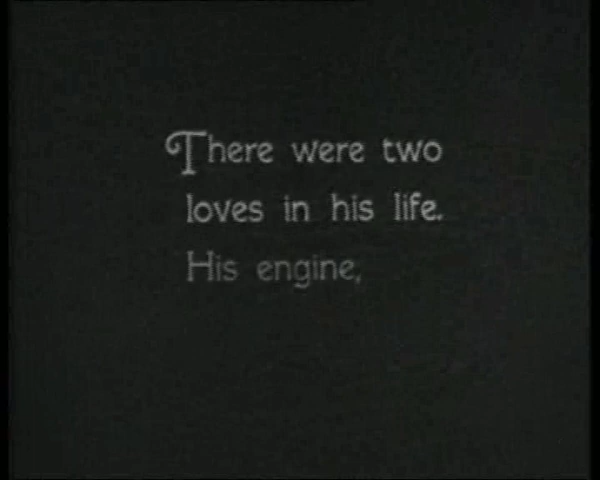 There were two
loves in his life.
His engine,